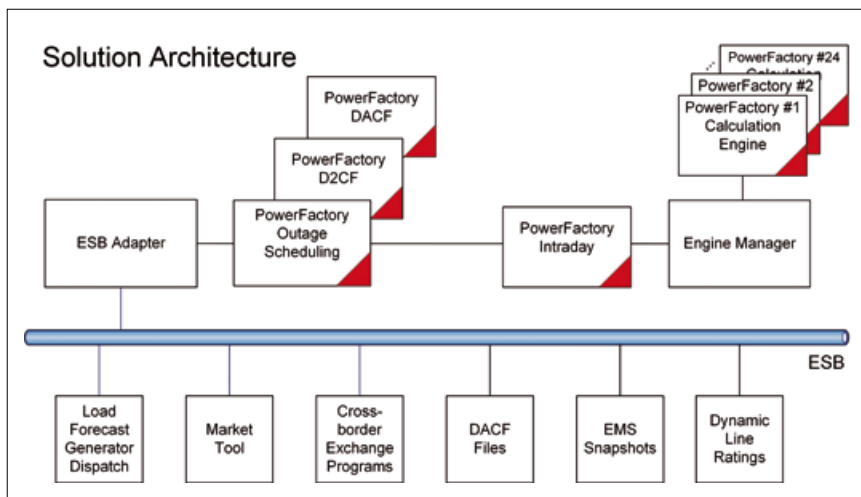 Solution Architecture
PowerFactory
DACF
PowerFactory
D2CF
PowerFactory
Outage
Scheduling
ESB Adapter
PowerFactory
Intraday
PowerFactory #24
Calculation
PowerFactory #2
PowerFactory #1
Calculation
Engine
Engine Manager
ESB
Load
Forecast
Generator
Dispatch
Market
Tool
Cross-
border
Exchange
Programs
DACF
Files
EMS
Snapshots
Dynamic
Line
Ratings